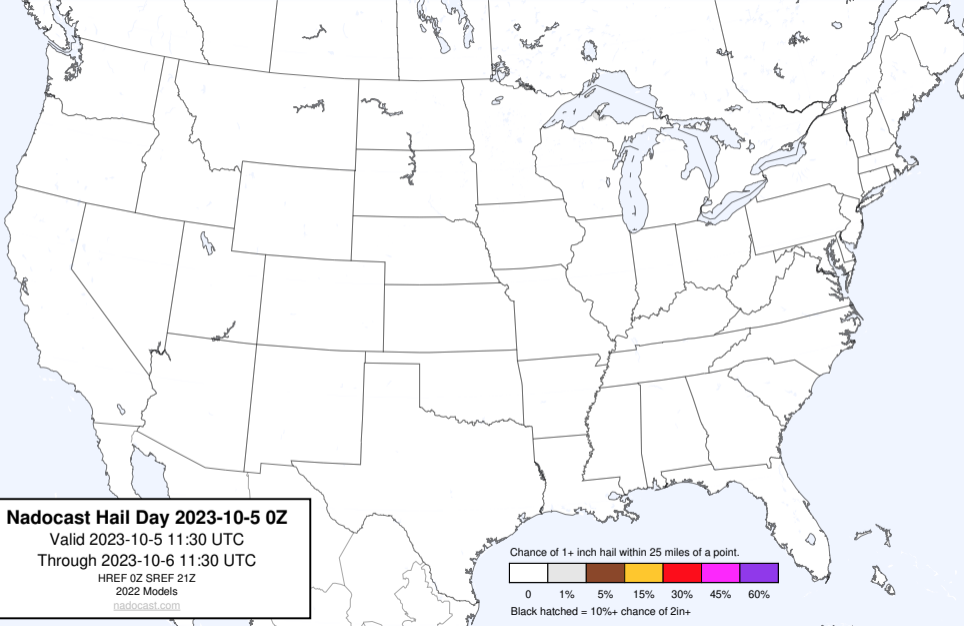 Nadocast Hail Day 2023-10-5 0Z
Valid 2023-10-5 11:30 UTC
Through 2023-10-6 11:30 UTC
HREF 0Z SREF 21Z
2022 Models
nadocast.com
Chance of 1+ inch hail within 25 miles of a point.
0 1% 5% 15% 30% 45% 60%
Black hatched = 10%+ chance of 2in+